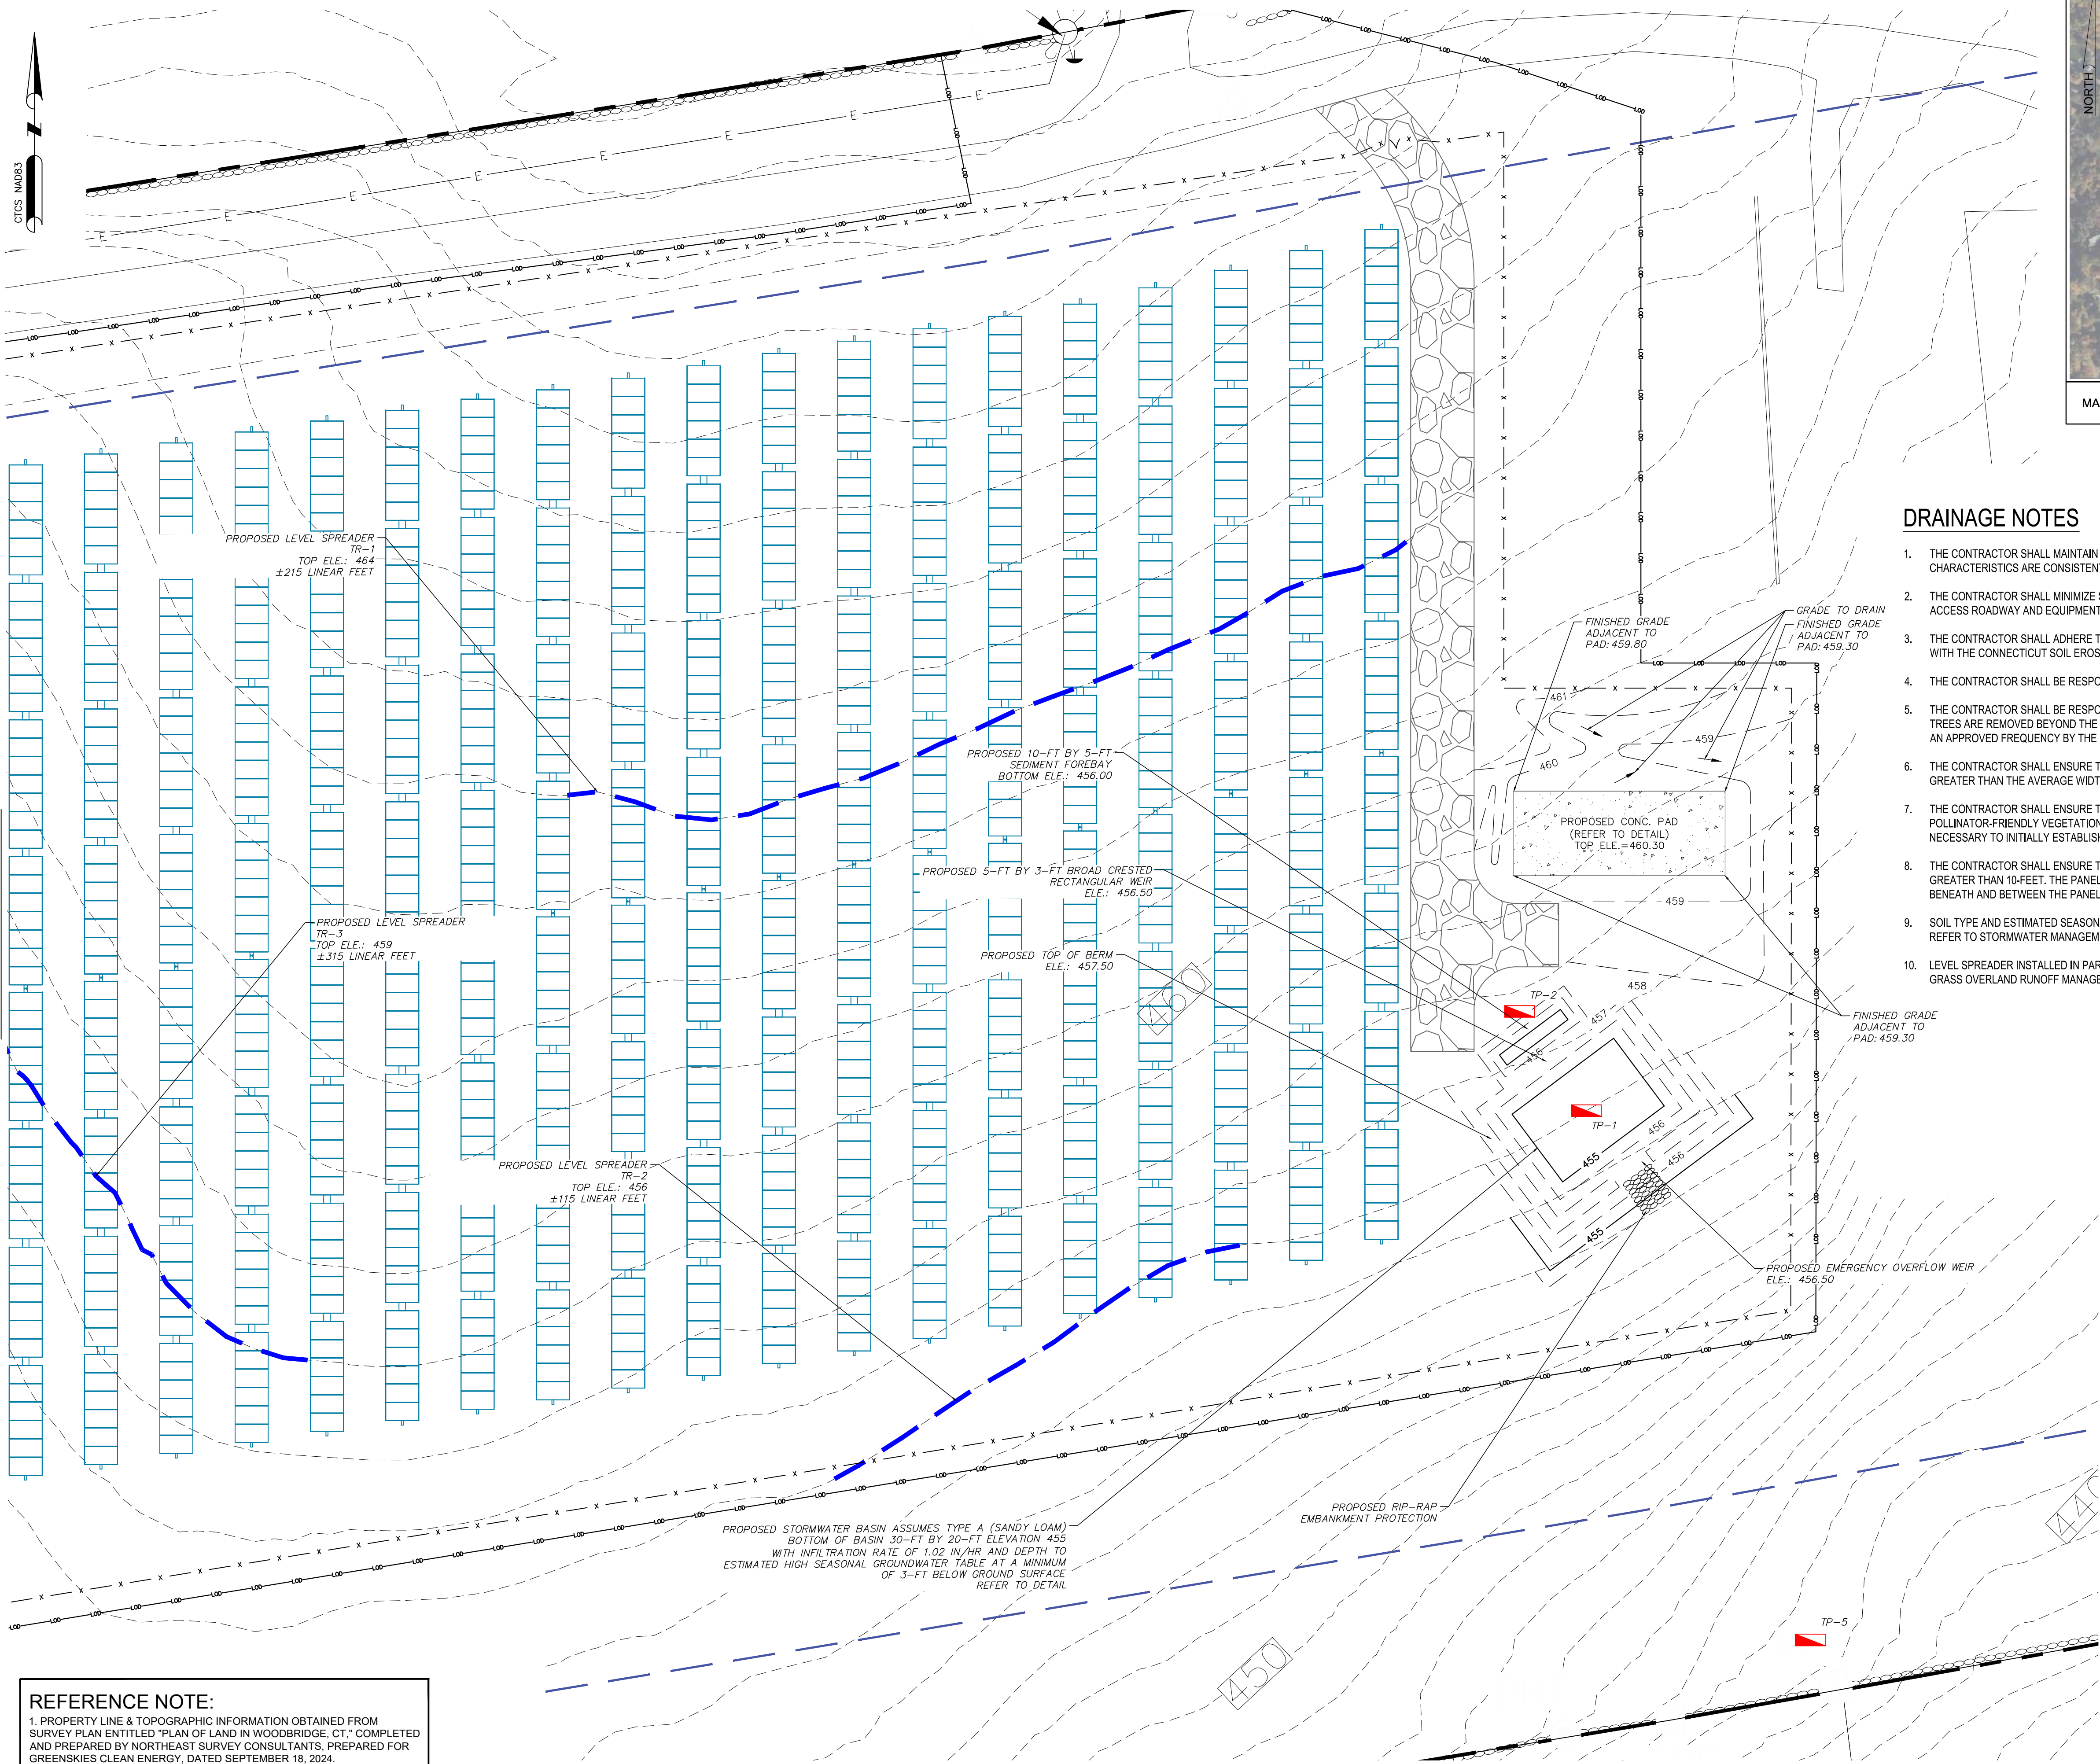 CTCS NAD83
NORTH
MA
PROPOSED LEVEL SPREADER
TR-1
TOP ELE.: 464
±215 LINEAR FEET
PROPOSED LEVEL SPREADER
TR-3
TOP ELE.: 459
±315 LINEAR FEET
PROPOSED LEVEL SPREADER
TR-2
TOP ELE.: 456
±115 LINEAR FEET
PROPOSED 10-FT BY 5-FT
SEDIMENT FOREBAY
BOTTOM ELE.: 456.00
PROPOSED 5-FT BY 3-FT BROAD CRESTED
RECTANGULAR WEIR
ELE.: 456.50
PROPOSED TOP OF BERM
ELE.: 457.50
460
FINISHED GRADE
ADJACENT TO
PAD: 459.80
GRADE TO DRAIN
FINISHED GRADE
ADJACENT TO
PAD: 459.30
461
459
460
PROPOSED CONC. PAD
(REFER TO DETAIL)
TOP ELE.=460.30
459
458
TP-2
457
456
TP-1
456
455
456
455
FINISHED GRADE
ADJACENT TO
PAD: 459.30
PROPOSED EMERGENCY OVERFLOW WEIR
ELE.: 456.50
PROPOSED RIP-RAP
EMBANKMENT PROTECTION
PROPOSED STORMWATER BASIN ASSUMES TYPE A (SANDY LOAM)
BOTTOM OF BASIN 30-FT BY 20-FT ELEVATION 455
WITH INFILTRATION RATE OF 1.02 IN/HR AND DEPTH TO
ESTIMATED HIGH SEASONAL GROUNDWATER TABLE AT A MINIMUM
OF 3-FT BELOW GROUND SURFACE
REFER TO DETAIL
450
440
TP-5
DRAINAGE NOTES
1. THE CONTRACTOR SHALL MAINTAIN
CHARACTERISTICS ARE CONSISTENT
2. THE CONTRACTOR SHALL MINIMIZE
ACCESS ROADWAY AND EQUIPMENT
3. THE CONTRACTOR SHALL ADHERE
WITH THE CONNECTICUT SOIL EROS
4. THE CONTRACTOR SHALL BE RESPO
5. THE CONTRACTOR SHALL BE RESPO
TREES ARE REMOVED BEYOND THE
AN APPROVED FREQUENCY BY THE
6. THE CONTRACTOR SHALL ENSURE T
GREATER THAN THE AVERAGE WIDT
7. THE CONTRACTOR SHALL ENSURE T
POLLINATOR-FRIENDLY VEGETATION
NECESSARY TO INITIALLY ESTABLIS
8. THE CONTRACTOR SHALL ENSURE T
GREATER THAN 10-FEET. THE PANEL
BENEATH AND BETWEEN THE PANEL
9. SOIL TYPE AND ESTIMATED SEASON
REFER TO STORMWATER MANAGEM
10. LEVEL SPREADER INSTALLED IN PAR
GRASS OVERLAND RUNOFF MANAGE
REFERENCE NOTE:
1. PROPERTY LINE & TOPOGRAPHIC INFORMATION OBTAINED FROM
SURVEY PLAN ENTITLED "PLAN OF LAND IN WOODBRIDGE, CT," COMPLETED
AND PREPARED BY NORTHEAST SURVEY CONSULTANTS, PREPARED FOR
GREENSKIES CLEAN ENERGY, DATED SEPTEMBER 18, 2024.